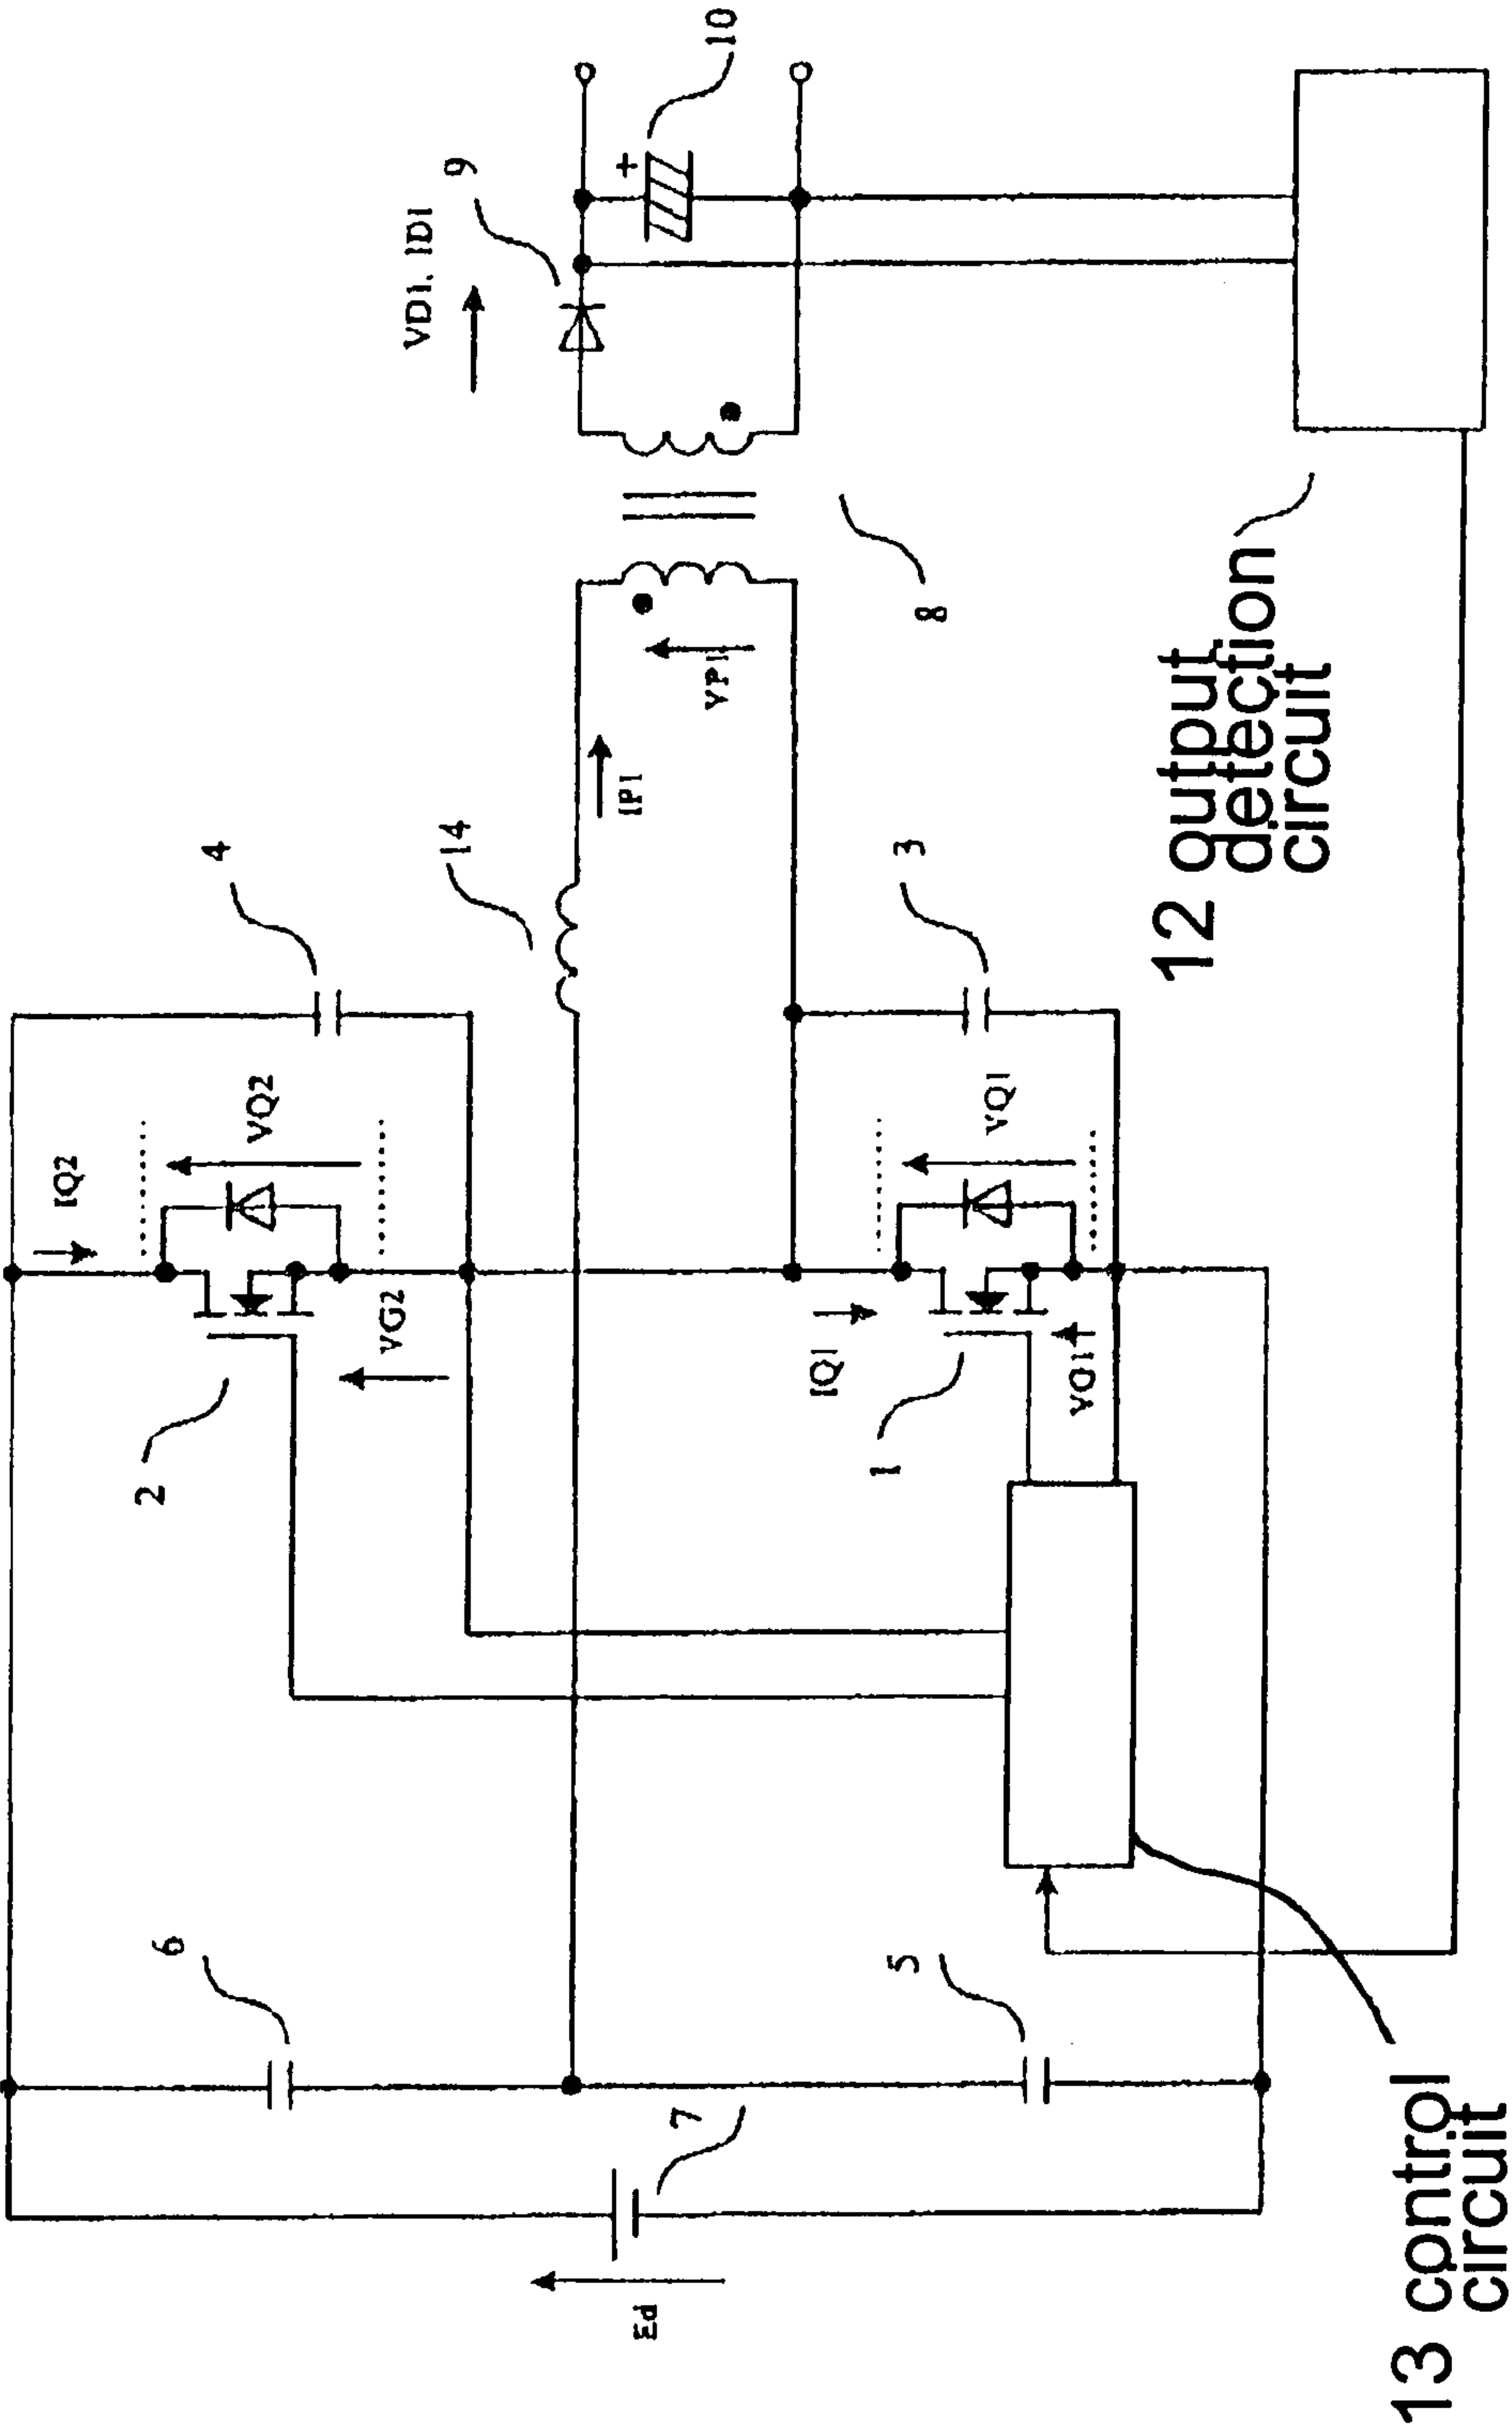 IQ2
VQ2
4
6
2
VG2
14
VD1, ID1
9
+
10
IP1
VP1
8
Ed
7
IQ1
VQ1
3
1
5
12 output
detection
circuit
13 control
circuit